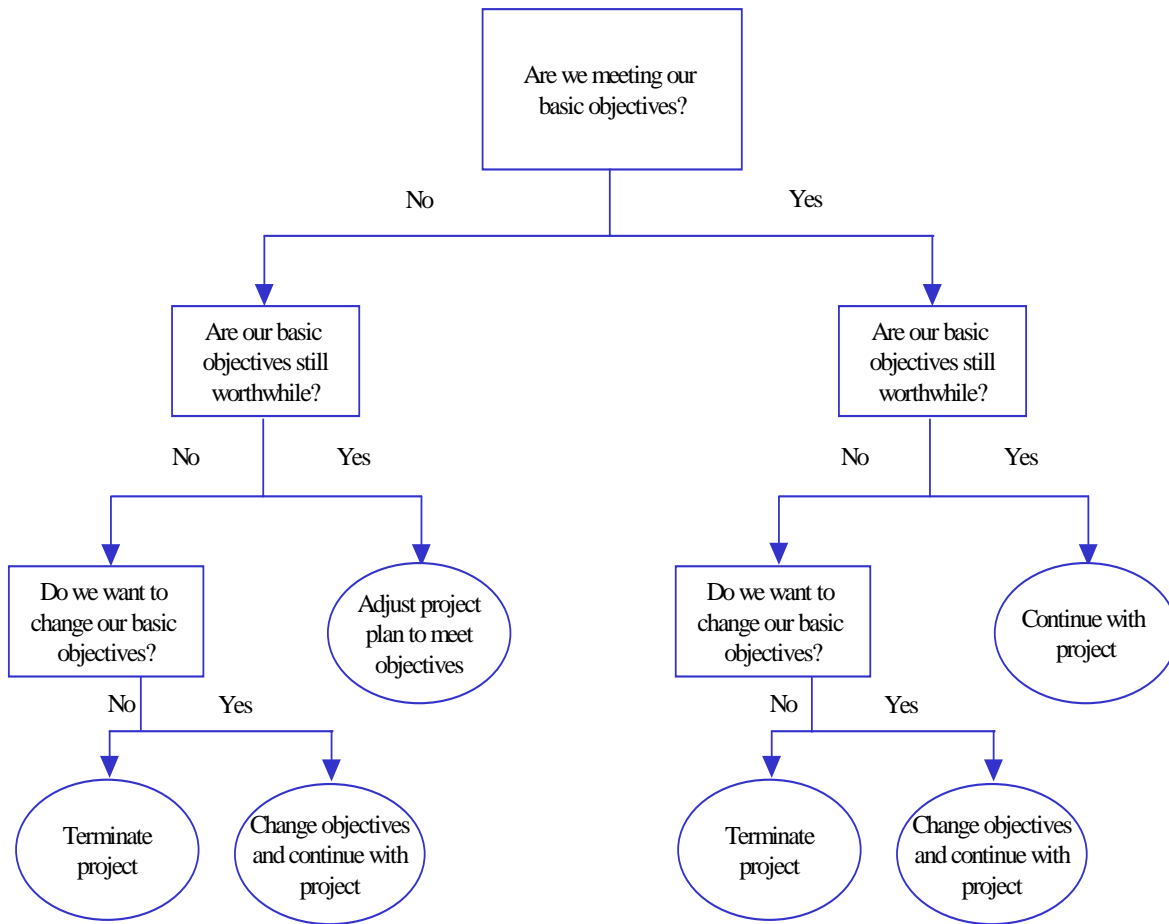 Are we meeting our
basic objectives?
No
Yes
Are our basic
objectives still
worthwhile?
Are our basic
objectives still
worthwhile?
No
Yes
No
Yes
Do we want to
change our basic
objectives?
Adjust project
plan to meet
objectives
Do we want to
change our basic
objectives?
Continue with
project
No
Yes
No
Yes
Terminate
project
Change objectives
and continue with
project
Terminate
project
Change objectives
and continue with
project